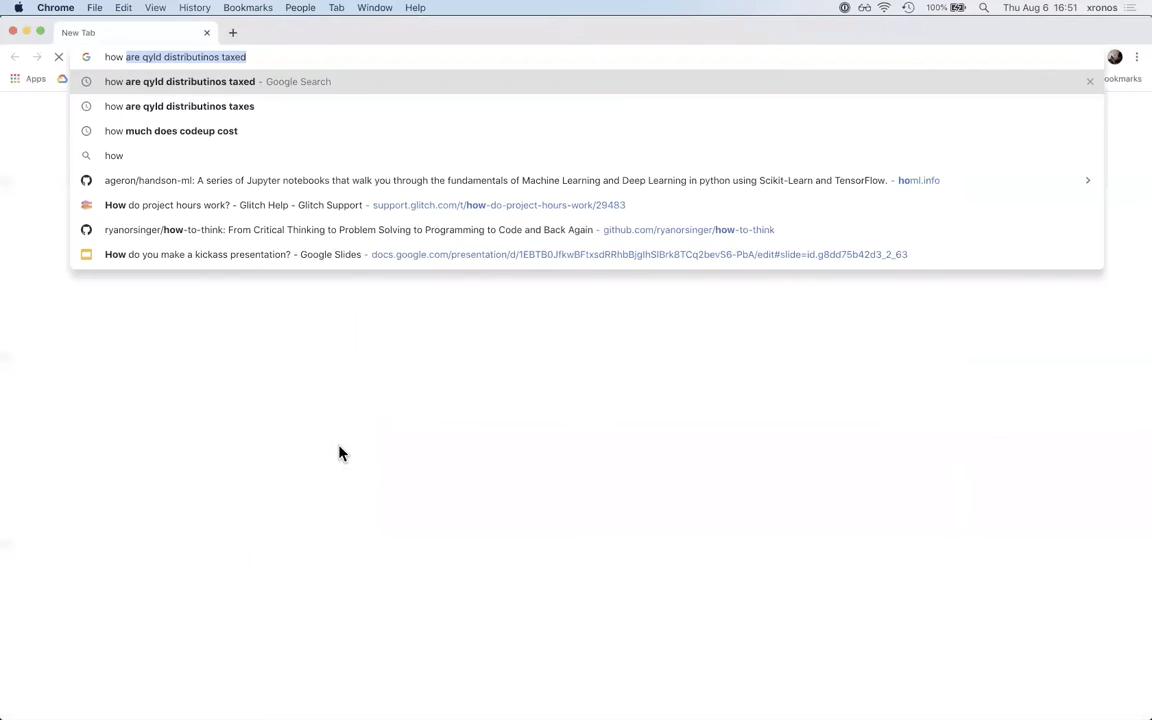 Chrome File Edit View History Bookmarks People Tab Window Help 100% Thu Aug 6 16:51 xronos
New Tab
how are qyld distributinos taxed
Apps ookmarks
how are qyld distributinos taxed - Google Search
how are qyld distributinos taxes
how much does codeup cost
how
ageron/handson-ml: A series of Jupyter notebooks that walk you through the fundamentals of Machine Learning and Deep Learning in python using Scikit-Learn and TensorFlow. - homl.info
How do project hours work? - Glitch Help - Glitch Support - support.glitch.com/t/how-do-project-hours-work/29483
ryanorsinger/how-to-think: From Critical Thinking to Problem Solving to Programming to Code and Back Again - github.com/ryanorsinger/how-to-think
How do you make a kickass presentation? - Google Slides - docs.google.com/presentation/d/1EBTB0JfkwBFtxsdRRhbBjgIhSlBrk8TCq2bevS6-PbA/edit#slide=id.g8dd75b42d3_2_63